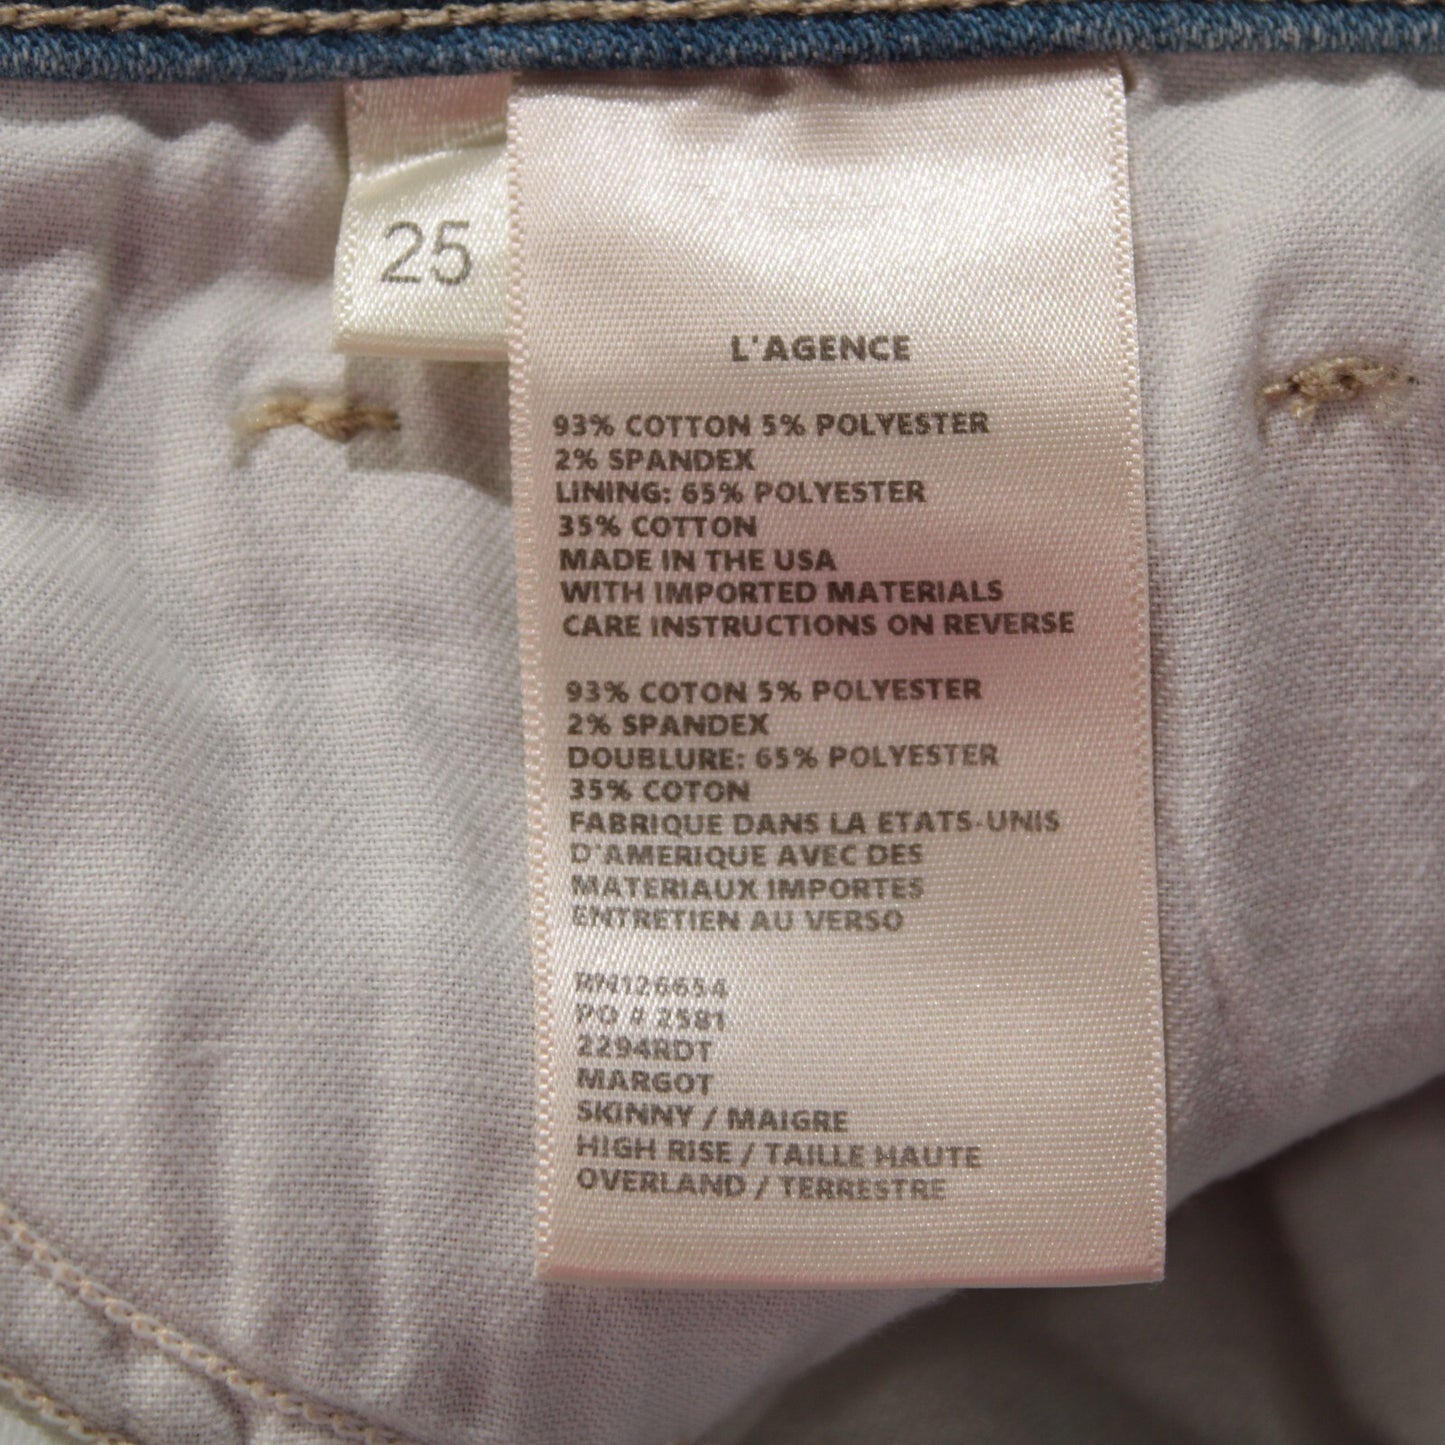 25
L'AGENCE
93% COTTON 5% POLYESTER
2% SPANDEX
LINING: 65% POLYESTER
35% COTTON
MADE IN THE USA
WITH IMPORTED MATERIALS
CARE INSTRUCTIONS ON REVERSE
93% COTON 5% POLYESTER
2% SPANDEX
DOUBLURE: 65% POLYESTER
35% COTON
FABRIQUE DANS LA ETATS-UNIS
D'AMERIQUE AVEC DES
MATERIAUX IMPORTES
ENTRETIEN AU VERSO
RN126654
PO # 2581
2294RDT
MARGOT
SKINNY / MAIGRE
HIGH RISE / TAILLE HAUTE
OVERLAND / TERRESTRE